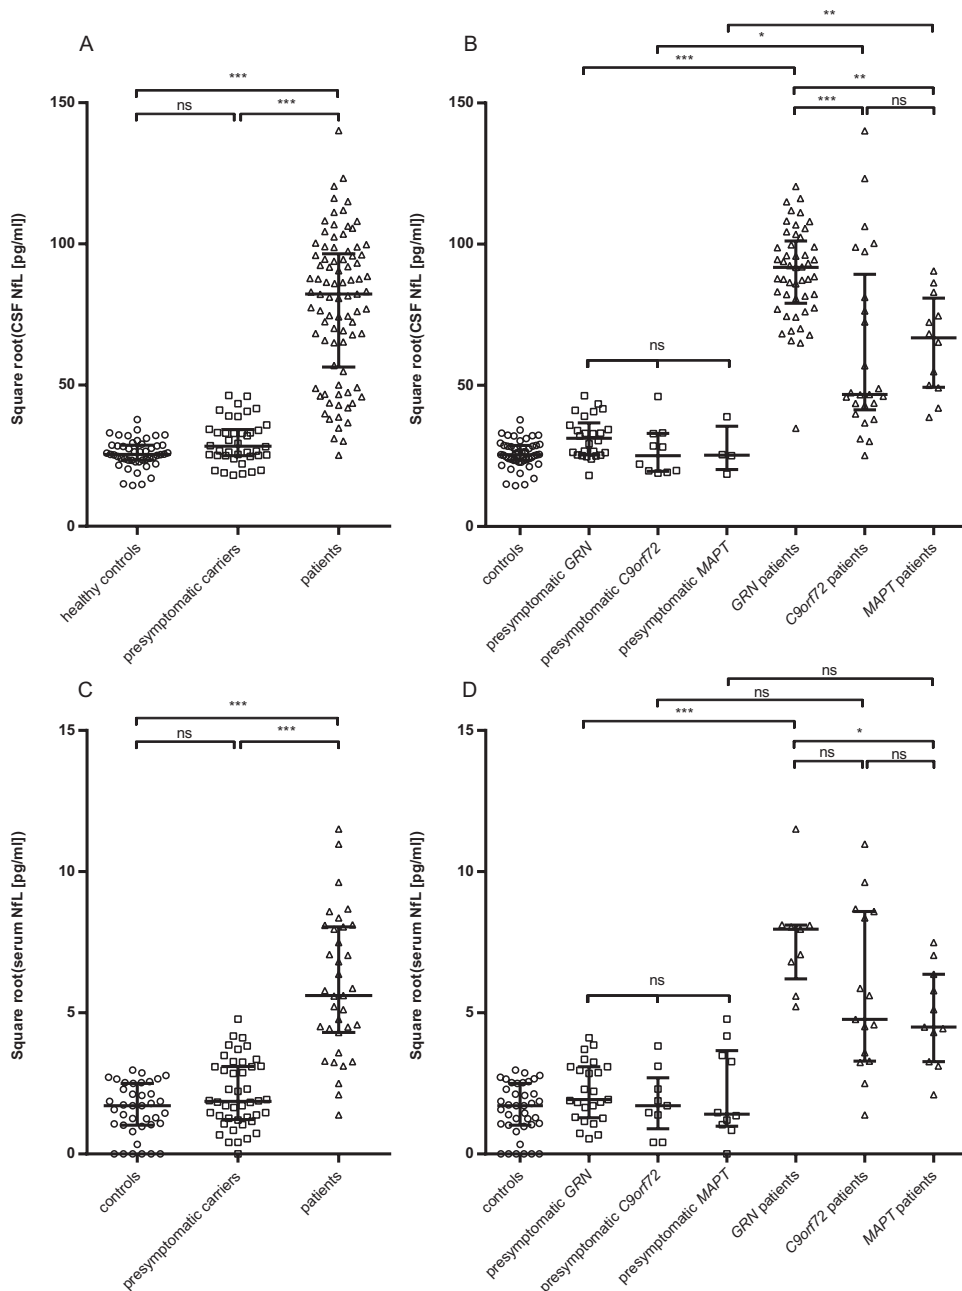 A
***
ns
***
150
100
50
0
Square root(CSF NfL [pg/ml])
healthy controls
presymptomatic carriers
patients
B
**
*
***
**
***
ns
ns
150
100
50
0
Square root(CSF NfL [pg/ml])
controls
presymptomatic GRN
presymptomatic C9orf72
presymptomatic MAPT
GRN patients
C9orf72 patients
MAPT patients
C
***
ns
***
15
10
5
0
Square root(serum NfL [pg/ml])
controls
presymptomatic carriers
patients
D
ns
ns
***
*
ns
ns
ns
15
10
5
0
Square root(serum NfL [pg/ml])
controls
presymptomatic GRN
presymptomatic C9orf72
presymptomatic MAPT
GRN patients
C9orf72 patients
MAPT patients